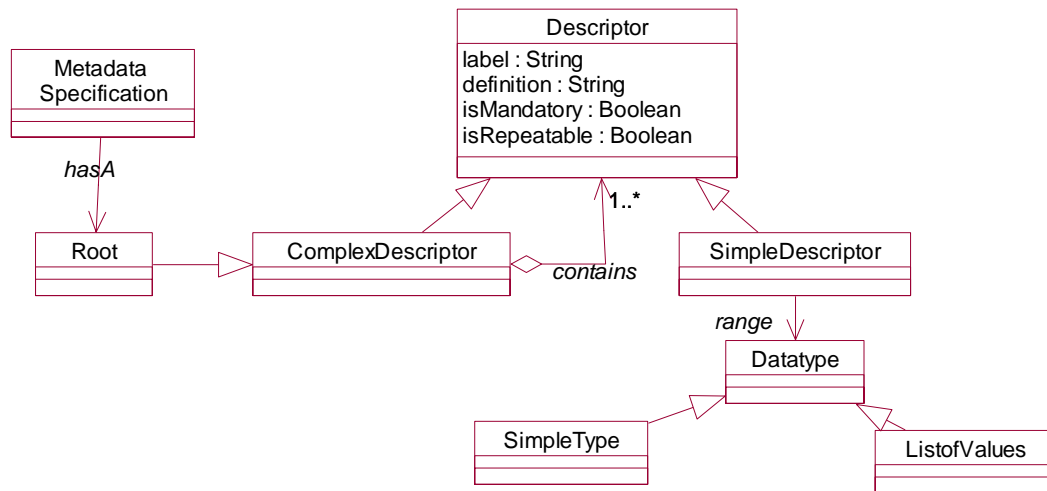 Descriptor
label : String
definition : String
isMandatory : Boolean
isRepeatable : Boolean
Metadata
Specification
hasA
1..*
Root
ComplexDescriptor
contains
SimpleDescriptor
range
Datatype
SimpleType
ListofValues